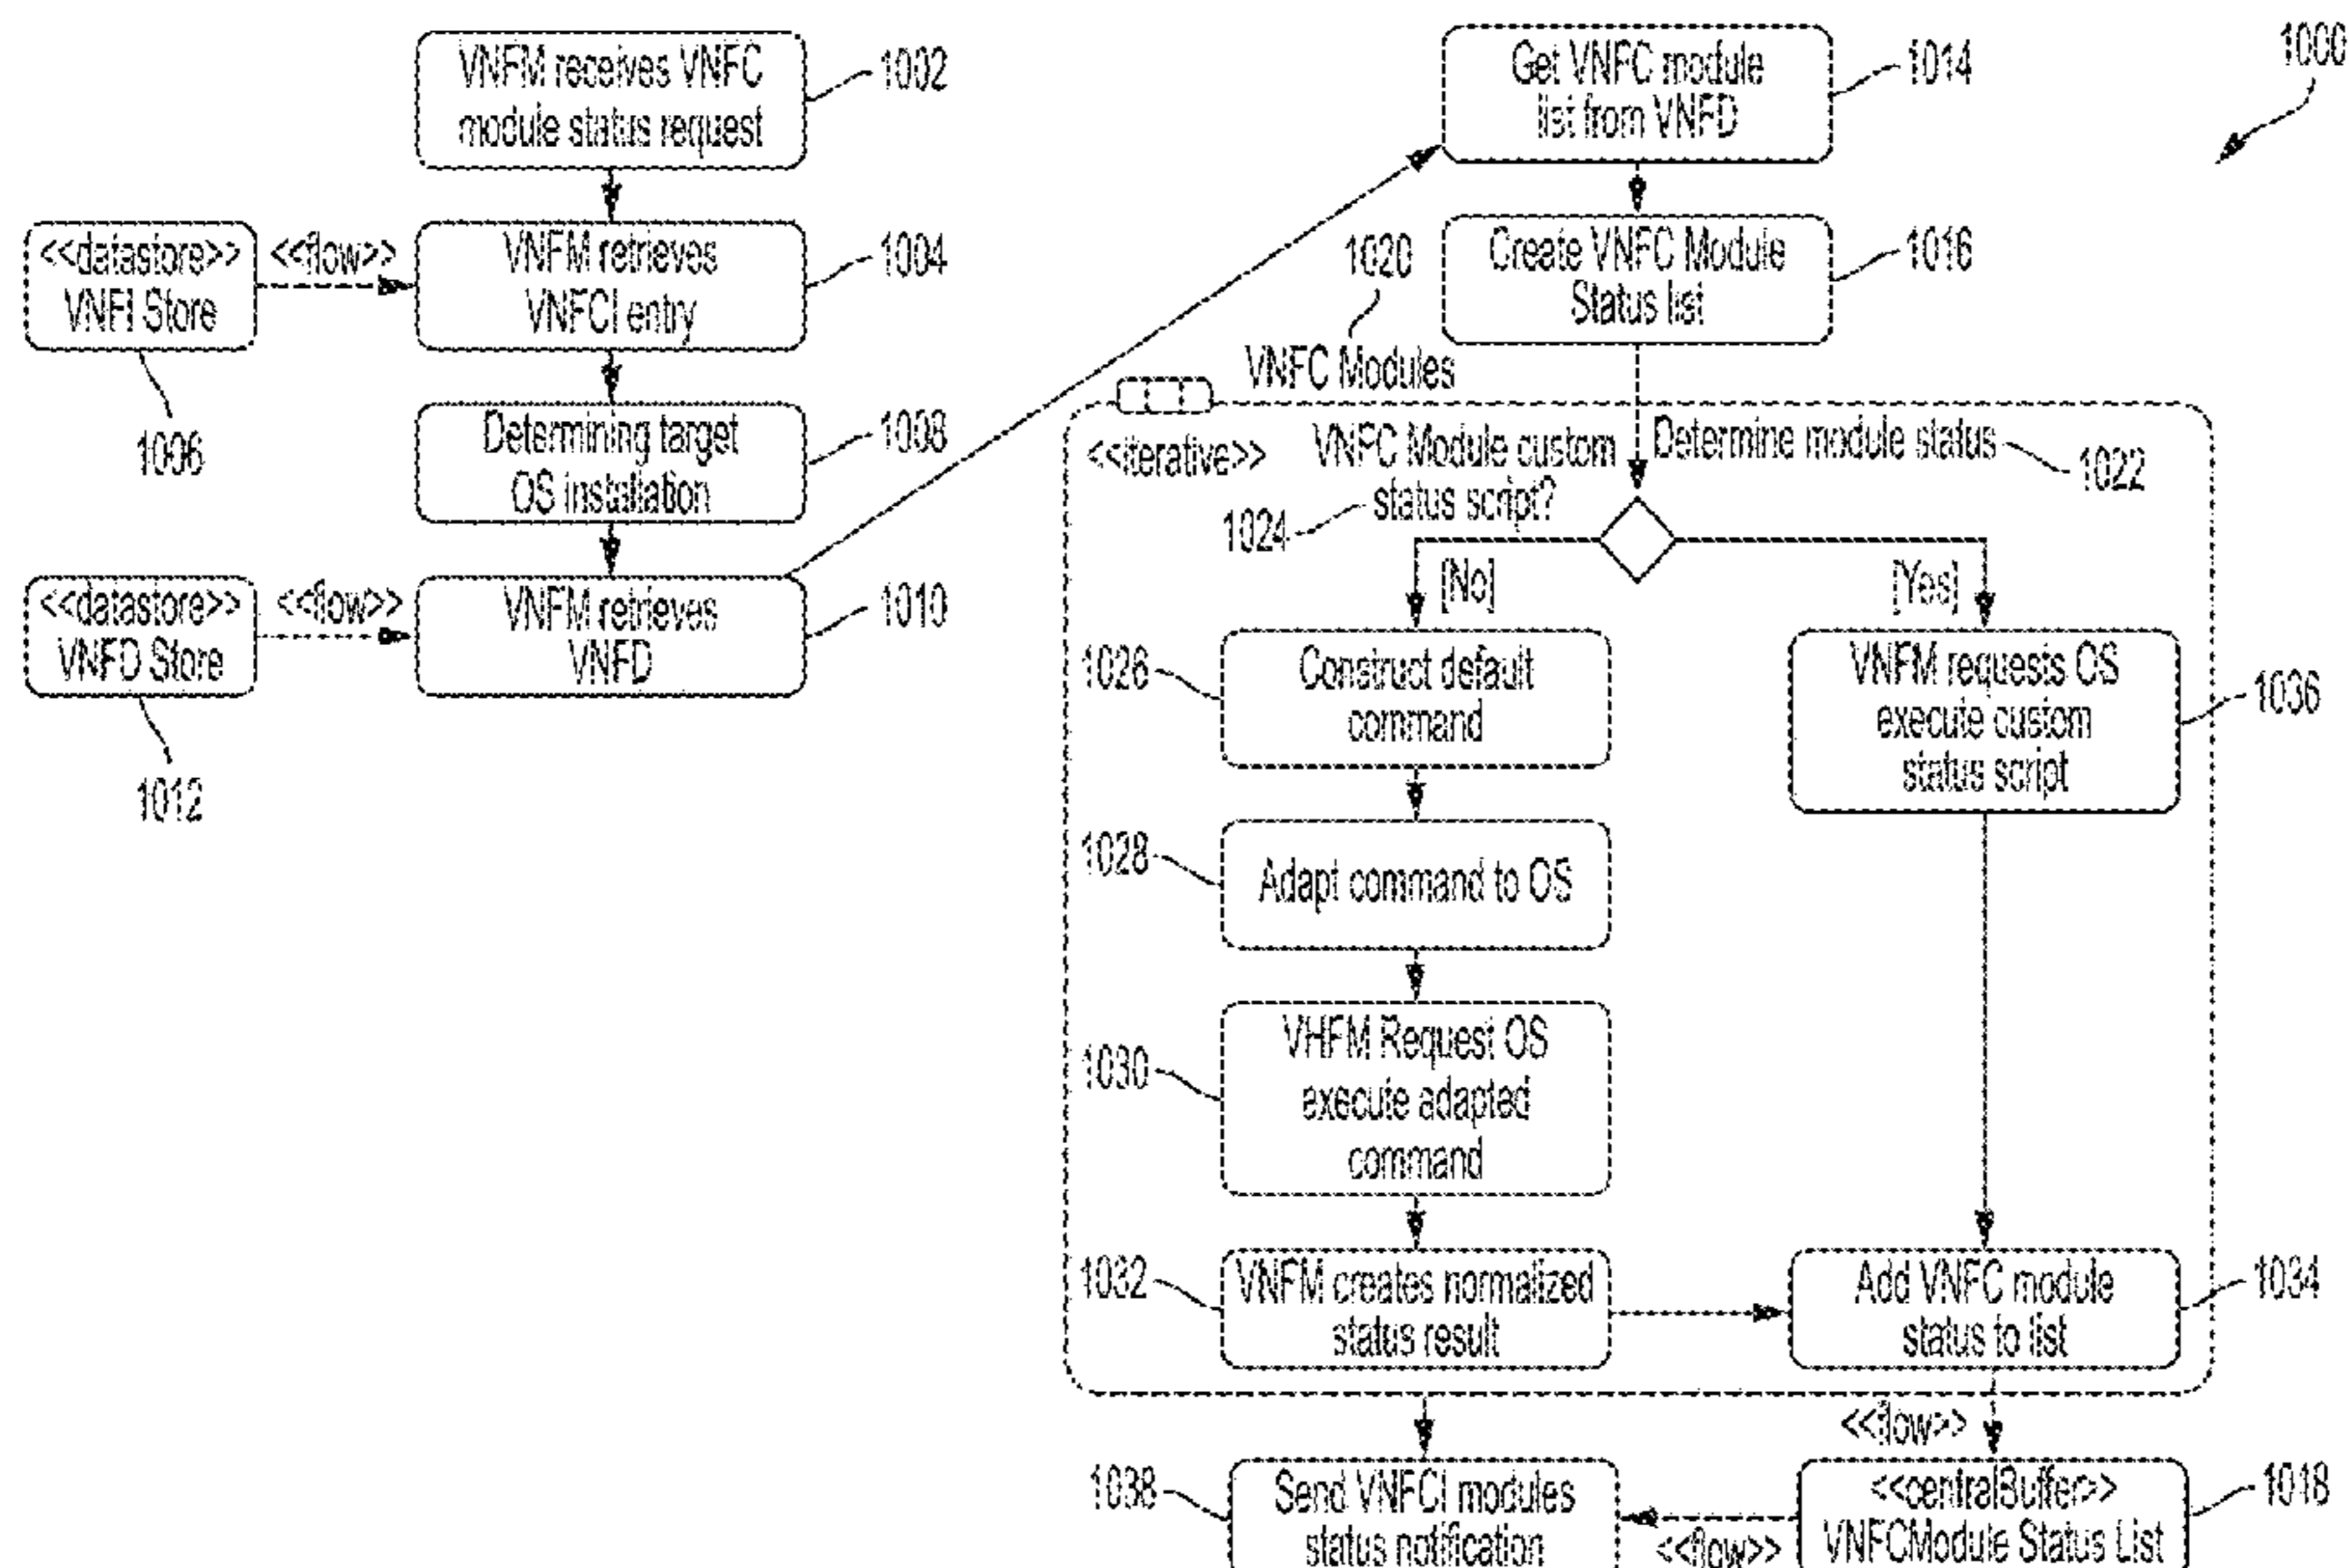 VNFM receives VNFC
module status request
1002
<<datastore>>
VNFI Store
<<flow>>
1006
VNFM retrieves
VNFCI entry
1004
Determining target
OS installation
1008
<<datastore>>
VNFD Store
<<flow>>
1012
VNFM retrieves
VNFD
1010
1000
Get VNFC module
list from VNFD
1014
Create VNFC Module
Status list
1016
1020
VNFC Modules
<<iterative>>
VNFC Module custom
status script?
1024
Determine module status
1022
[No]
[Yes]
1026
Construct default
command
VNFM requests OS
execute custom
status script
1036
1028
Adapt command to OS
1030
VHFM Request OS
execute adapted
command
1032
VNFM creates normalized
status result
Add VNFC module
status to list
1034
<<flow>>
1038
Send VNFCI modules
status notification
<<flow>>
<<centralBuffer>>
VNFCModule Status List
1018